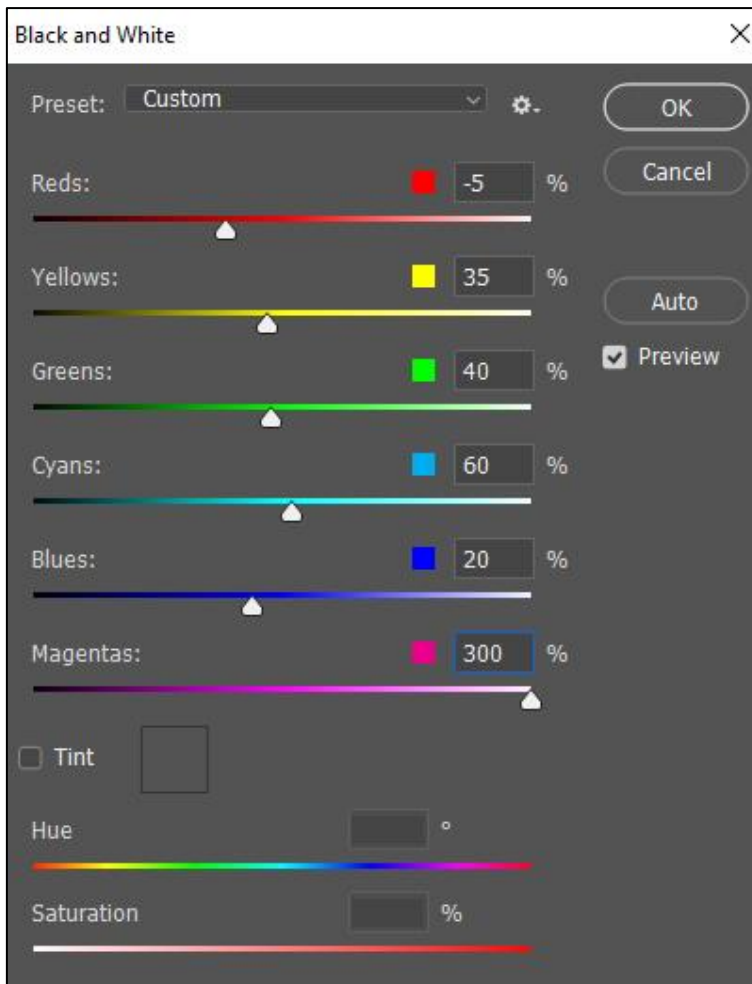 Black and White
Preset: Custom
OK
Reds: -5 %
Cancel
Yellows: 35 %
Auto
Greens: 40 %
Preview
Cyans: 60 %
Blues: 20 %
Magentas: 300 %
Tint
Hue °
Saturation %